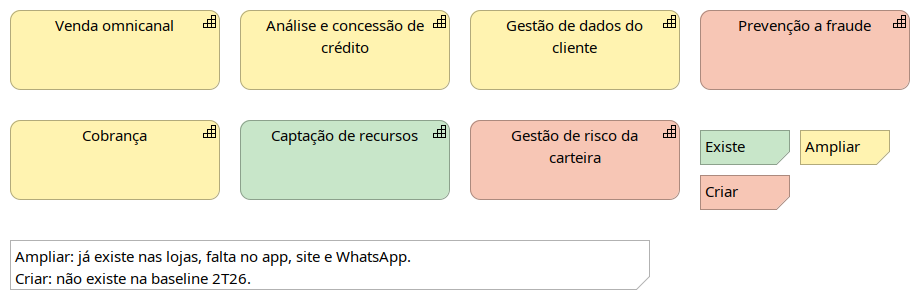 Venda omnicanal
Análise e concessão de
crédito
Gestão de dados do
cliente
Prevenção a fraude
Cobrança
Captação de recursos
Gestão de risco da
carteira
Existe
Ampliar
Criar
Ampliar: já existe nas lojas, falta no app, site e WhatsApp.
Criar: não existe na baseline 2T26.